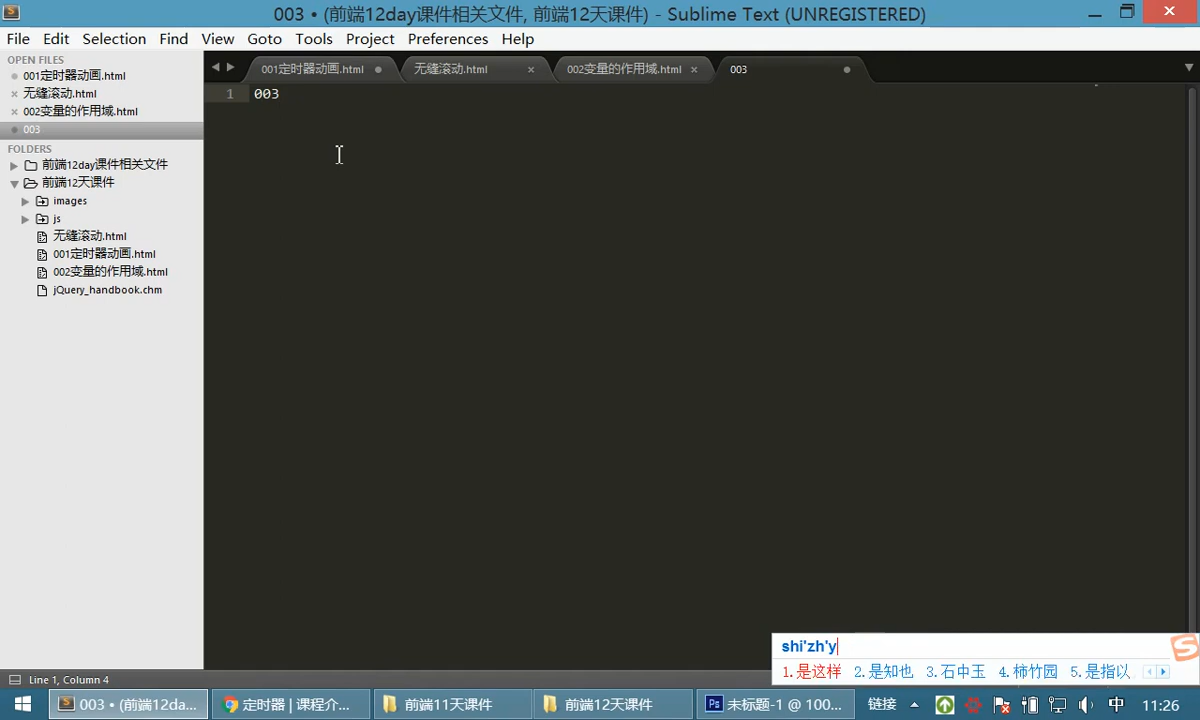 003 • (前端12day课件相关文件, 前端12天课件) - Sublime Text (UNREGISTERED)
File Edit Selection Find View Goto Tools Project Preferences Help
OPEN FILES
001定时器动画.html
无缝滚动.html
002变量的作用域.html
003
FOLDERS
前端12day课件相关文件
前端12天课件
images
js
无缝滚动.html
001定时器动画.html
002变量的作用域.html
jQuery_handbook.chm
001定时器动画.html 无缝滚动.html 002变量的作用域.html 003
1 003
shi'zh'y
1.是这样 2.是知也 3.石中玉 4.柿竹园 5.是指以
Line 1, Column 4
003 • (前端12da... 定时器 | 课程介... 前端11天课件 前端12天课件 Ps 未标题-1 @ 100... 链接 中 11:26